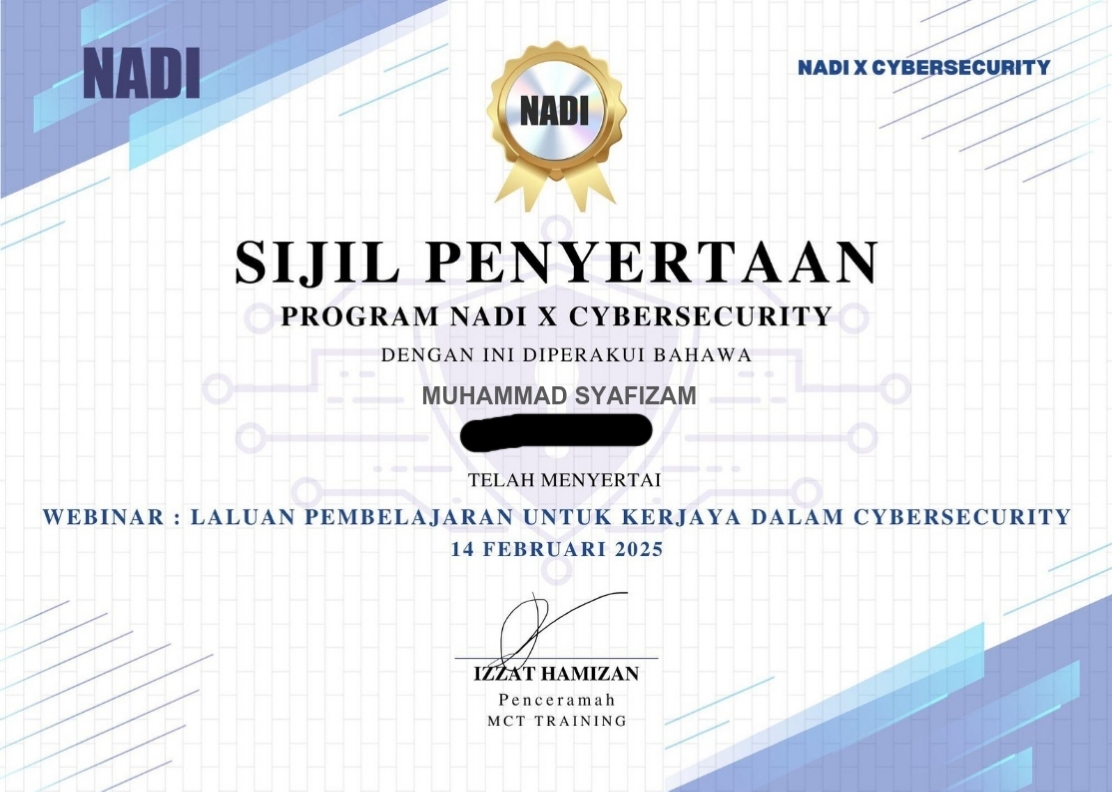 NADI
NADI X CYBERSECURITY
NADI
SIJIL PENYERTAAN
PROGRAM NADI X CYBERSECURITY
DENGAN INI DIPERAKUI BAHAWA
MUHAMMAD SYAFIZAM
TELAH MENYERTAI
WEBINAR : LALUAN PEMBELAJARAN UNTUK KERJAYA DALAM CYBERSECURITY
14 FEBRUARI 2025
IZZAT HAMIZAN
Penceramah
MCT TRAINING